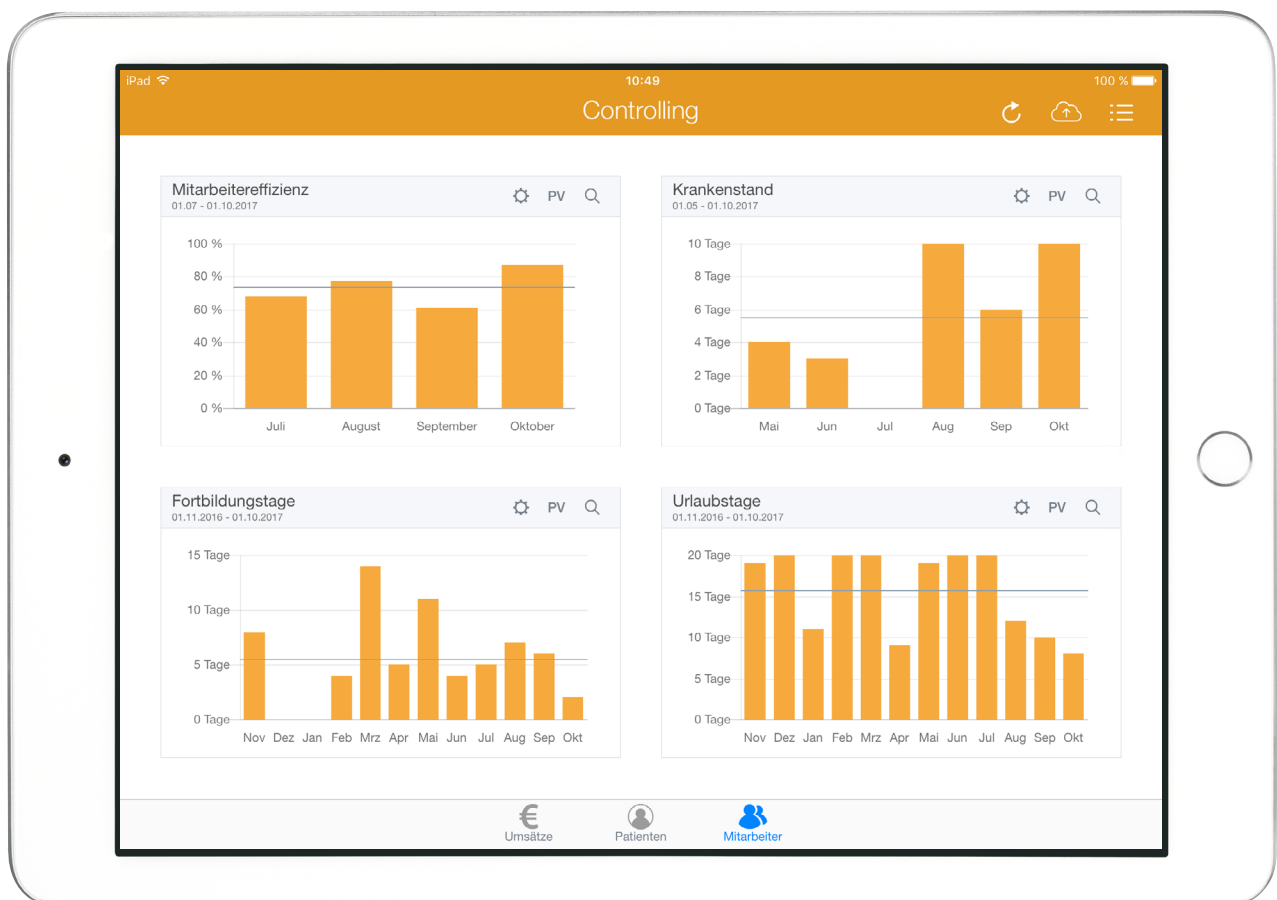 iPad 10:49 100 %
Controlling
Mitarbeitereffizienz PV
01.07 - 01.10.2017
100 %
80 %
60 %
40 %
20 %
0 %
Juli August September Oktober
Krankenstand PV
01.05 - 01.10.2017
10 Tage
8 Tage
6 Tage
4 Tage
2 Tage
0 Tage
Mai Jun Jul Aug Sep Okt
Fortbildungstage PV
01.11.2016 - 01.10.2017
15 Tage
10 Tage
5 Tage
0 Tage
Nov Dez Jan Feb Mrz Apr Mai Jun Jul Aug Sep Okt
Urlaubstage PV
01.11.2016 - 01.10.2017
20 Tage
15 Tage
10 Tage
5 Tage
0 Tage
Nov Dez Jan Feb Mrz Apr Mai Jun Jul Aug Sep Okt
€
Umsätze Patienten Mitarbeiter